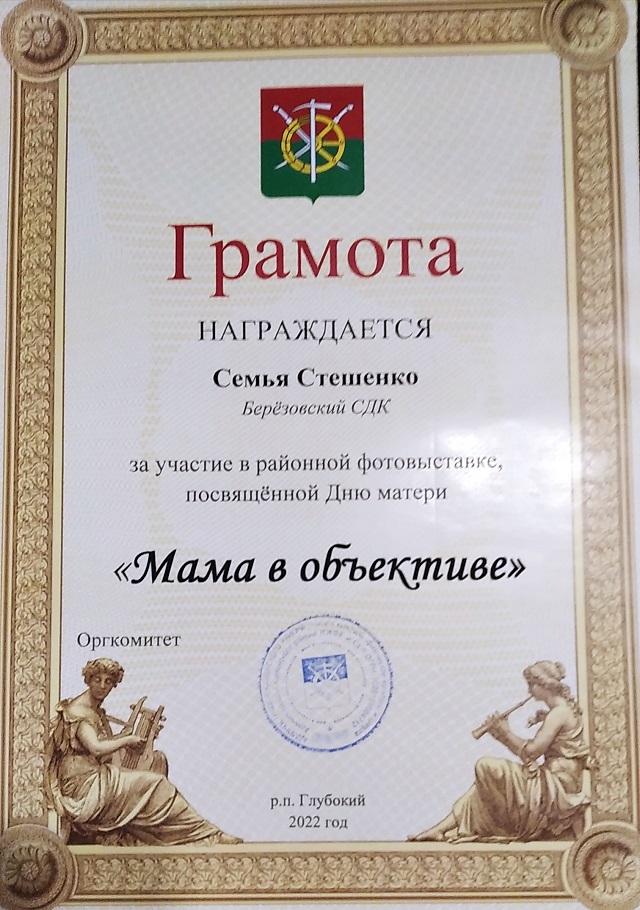 Грамота
НАГРАЖДАЕТСЯ
Семья Стешенко
Берёзовский СДК
за участие в районной фотовыставке,
посвящённой Дню матери
«Мама в объективе»
Оргкомитет
р.п. Глубокий
2022 год